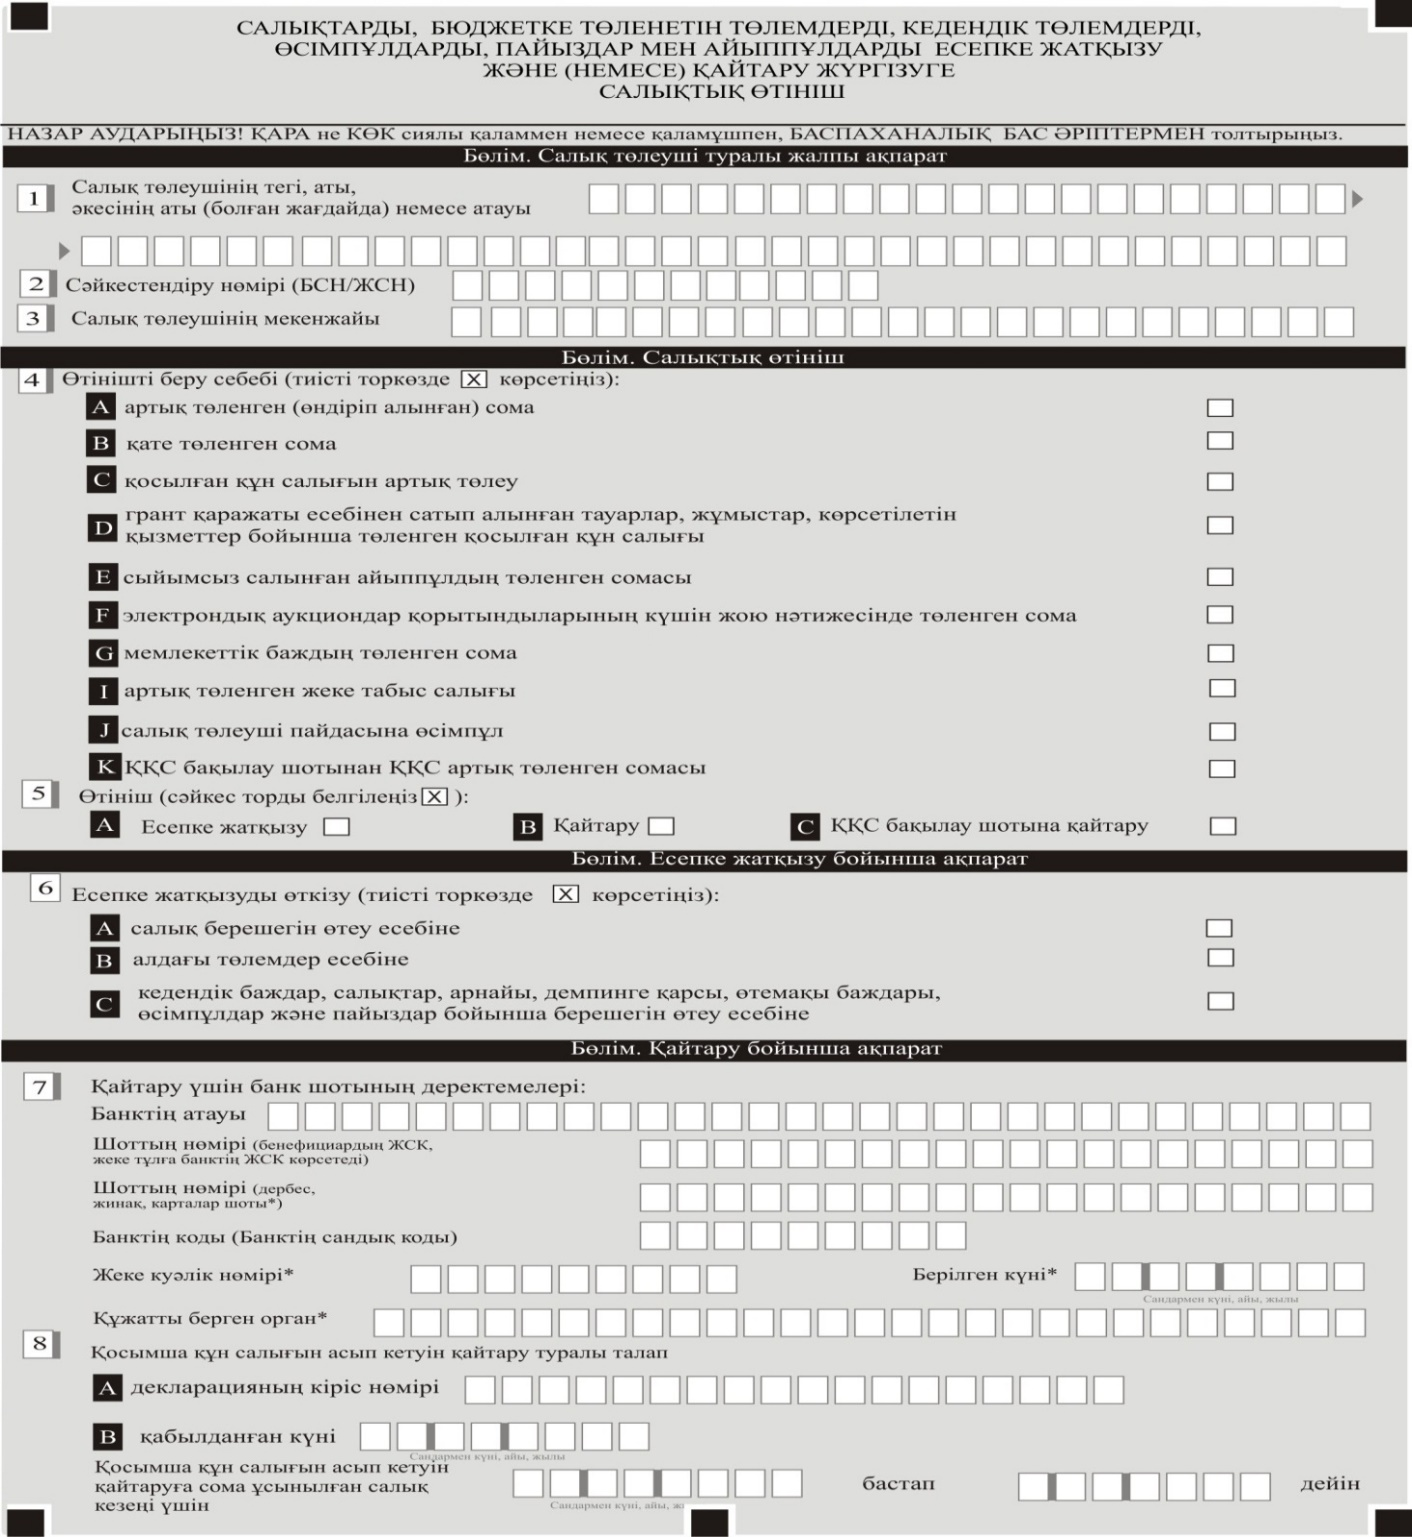 САЛЫҚТАРДЫ, БЮДЖЕТКЕ ТӨЛЕНЕТІН ТӨЛЕМДЕРДІ, КЕДЕНДІК ТӨЛЕМДЕРДІ,
ӨСІМПҰЛДАРДЫ, ПАЙЫЗДАР МЕН АЙЫППҰЛДАРДЫ ЕСЕПКЕ ЖАТҚЫЗУ
ЖӘНЕ (НЕМЕСЕ) ҚАЙТАРУ ЖҮРГІЗУГЕ
САЛЫҚТЫҚ ӨТІНІШ
НАЗАР АУДАРЫҢЫЗ! ҚАРА не КӨК сиялы қаламмен немесе қаламұшпен, БАСПАХАНАЛЫҚ БАС ӘРІПТЕРМЕН толтырыңыз.
Бөлім. Салық төлеуші туралы жалпы ақпарат
1 Салық төлеушінің тегі, аты,
әкесінің аты (болған жағдайда) немесе атауы
2 Сәйкестендіру нөмірі (БСН/ЖСН)
3 Салық төлеушінің мекенжайы
Бөлім. Салықтық өтініш
4 Өтінішті беру себебі (тиісті торкөзде X көрсетіңіз):
A артық төленген (өндіріп алынған) сома
B қате төленген сома
C қосылған құн салығын артық төлеу
D грант қаражаты есебінен сатып алынған тауарлар, жұмыстар, көрсетілетін
қызметтер бойынша төленген қосылған құн салығы
E сыйымсыз салынған айыппұлдың төленген сомасы
F электрондық аукциондар қорытындыларының күшін жою нәтижесінде төленген сома
G мемлекеттік баждың төленген сома
I артық төленген жеке табыс салығы
J салық төлеуші пайдасына өсімпұл
K ҚҚС бақылау шотынан ҚҚС артық төленген сомасы
5 Өтініш (сәйкес торды белгілеңіз X ):
A Есепке жатқызу B Қайтару C ҚҚС бақылау шотына қайтару
Бөлім. Есепке жатқызу бойынша ақпарат
6 Есепке жатқызуды өткізу (тиісті торкөзде X көрсетіңіз):
A салық берешегін өтеу есебіне
B алдағы төлемдер есебіне
C кедендік баждар, салықтар, арнайы, демпинге қарсы, өтемақы баждары,
өсімпұлдар және пайыздар бойынша берешегін өтеу есебіне
Бөлім. Қайтару бойынша ақпарат
7 Қайтару үшін банк шотының деректемелері:
Банктің атауы
Шоттың нөмірі (бенефициардың ЖСК,
жеке тұлға банктің ЖСК көрсетеді)
Шоттың нөмірі (дербес,
жинақ, карталар шоты*)
Банктің коды (Банктің сандық коды)
Жеке куәлік нөмірі* Берілген күні*
Сандармен күні, айы, жылы
Құжатты берген орган*
8 Қосымша құн салығын асып кетуін қайтару туралы талап
A декларацияның кіріс нөмірі
B қабылданған күні
Сандармен күні, айы, жылы
Қосымша құн салығын асып кетуін
қайтаруға сома ұсынылған салық бастап дейін
кезеңі үшін Сандармен күні, айы,